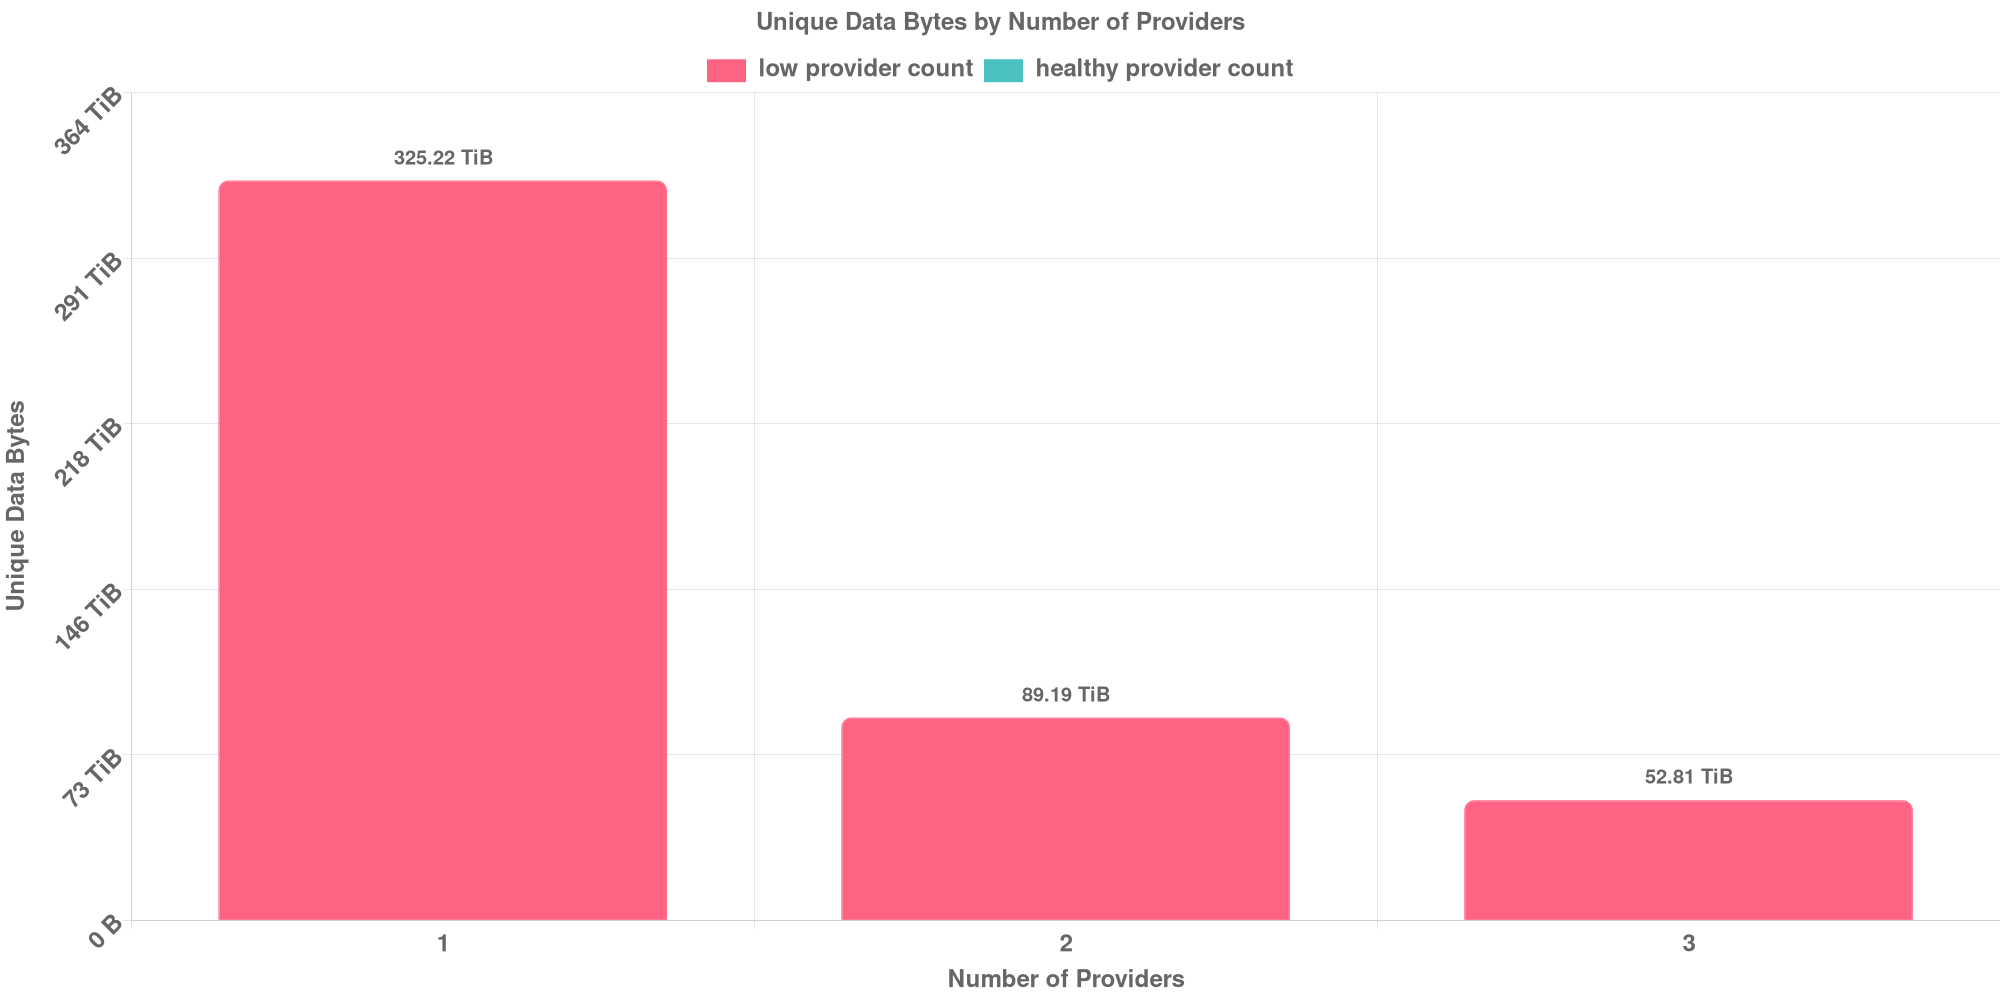 Unique Data Bytes by Number of Providers
low provider count healthy provider count
364 TiB
291 TiB
218 TiB
146 TiB
73 TiB
0 B
Unique Data Bytes
325.22 TiB
89.19 TiB
52.81 TiB
1 2 3
Number of Providers